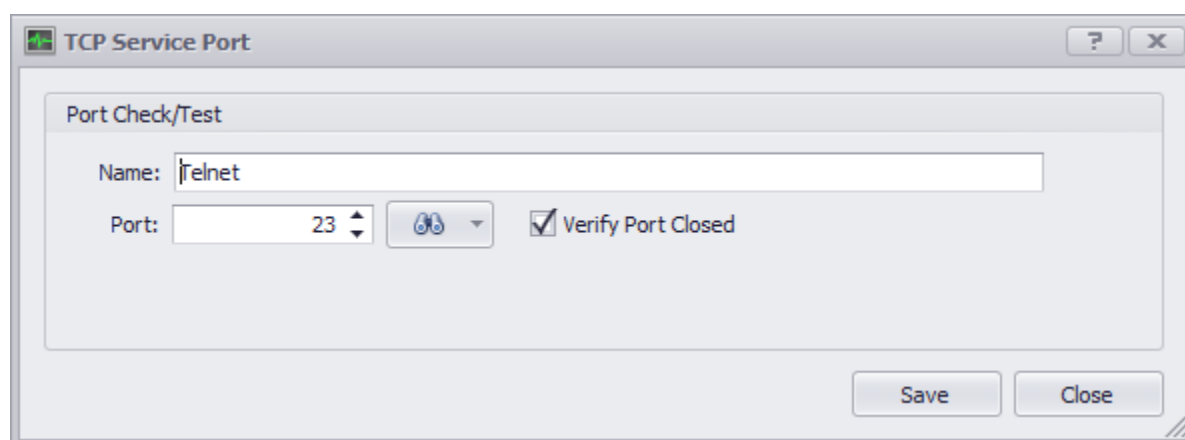 TCP Service Port
Port Check/Test
Name: Telnet
Port: 23 Verify Port Closed
Save Close